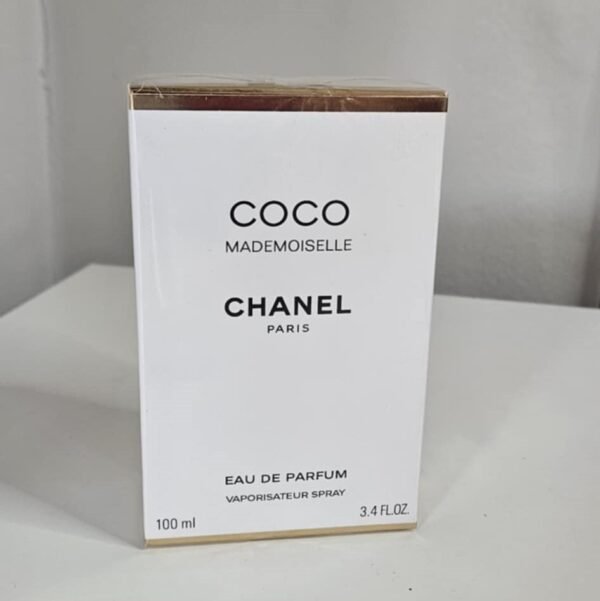 COCO
MADEMOISELLE
CHANEL
PARIS
EAU DE PARFUM
VAPORISATEUR SPRAY
100 ml 3.4 FL.OZ.